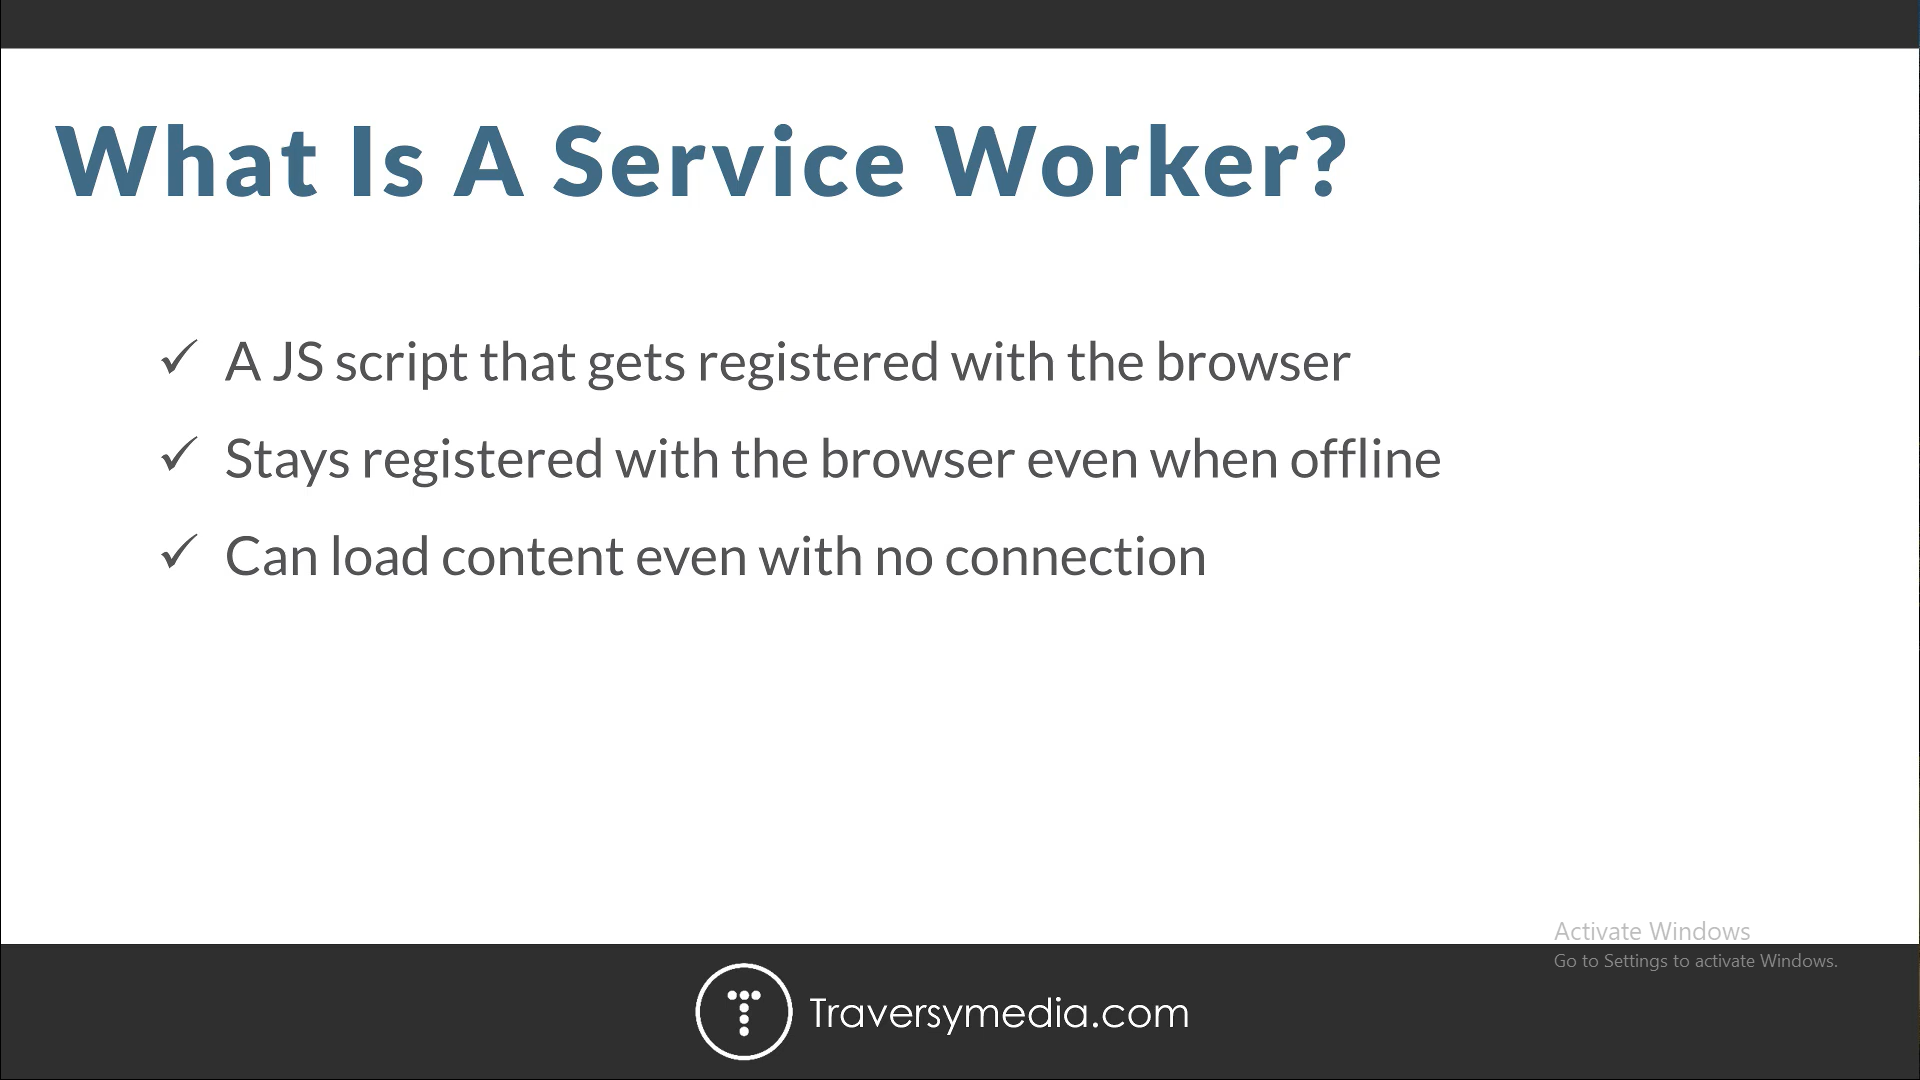 What Is A Service Worker?
✓ A JS script that gets registered with the browser
✓ Stays registered with the browser even when offline
✓ Can load content even with no connection
Activate Windows
Go to Settings to activate Windows.
Traversymedia.com